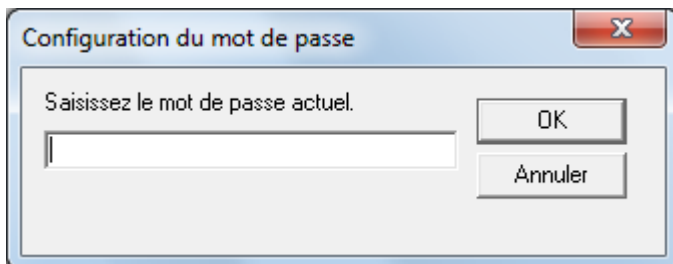 Configuration du mot de passe
Saisissez le mot de passe actuel.
OK
Annuler